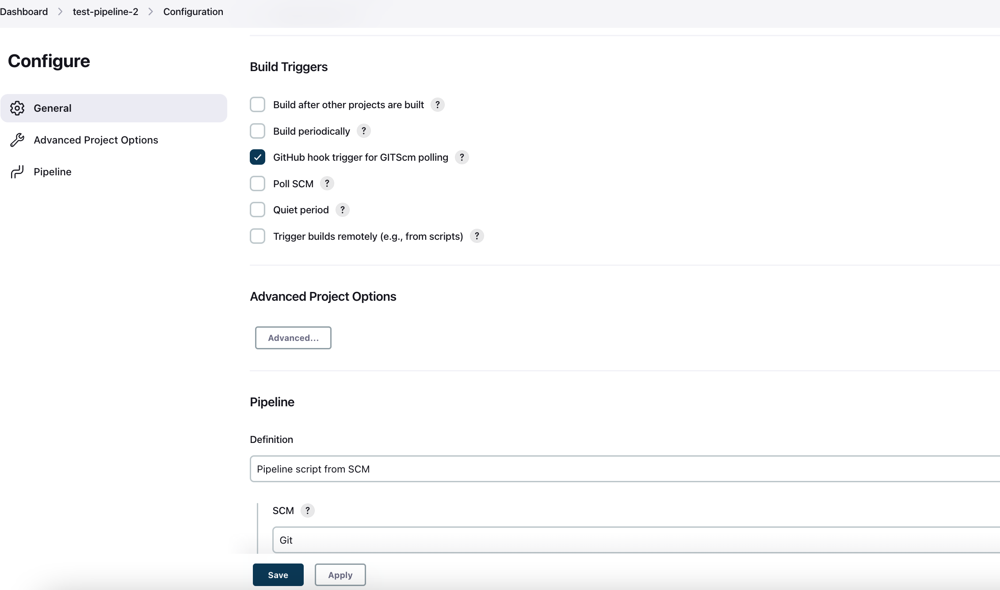 Dashboard > test-pipeline-2 > Configuration
Configure
General
Advanced Project Options
Pipeline
Build Triggers
Build after other projects are built ?
Build periodically ?
GitHub hook trigger for GITScm polling ?
Poll SCM ?
Quiet period ?
Trigger builds remotely (e.g., from scripts) ?
Advanced Project Options
Advanced...
Pipeline
Definition
Pipeline script from SCM
SCM ?
Git
Save Apply